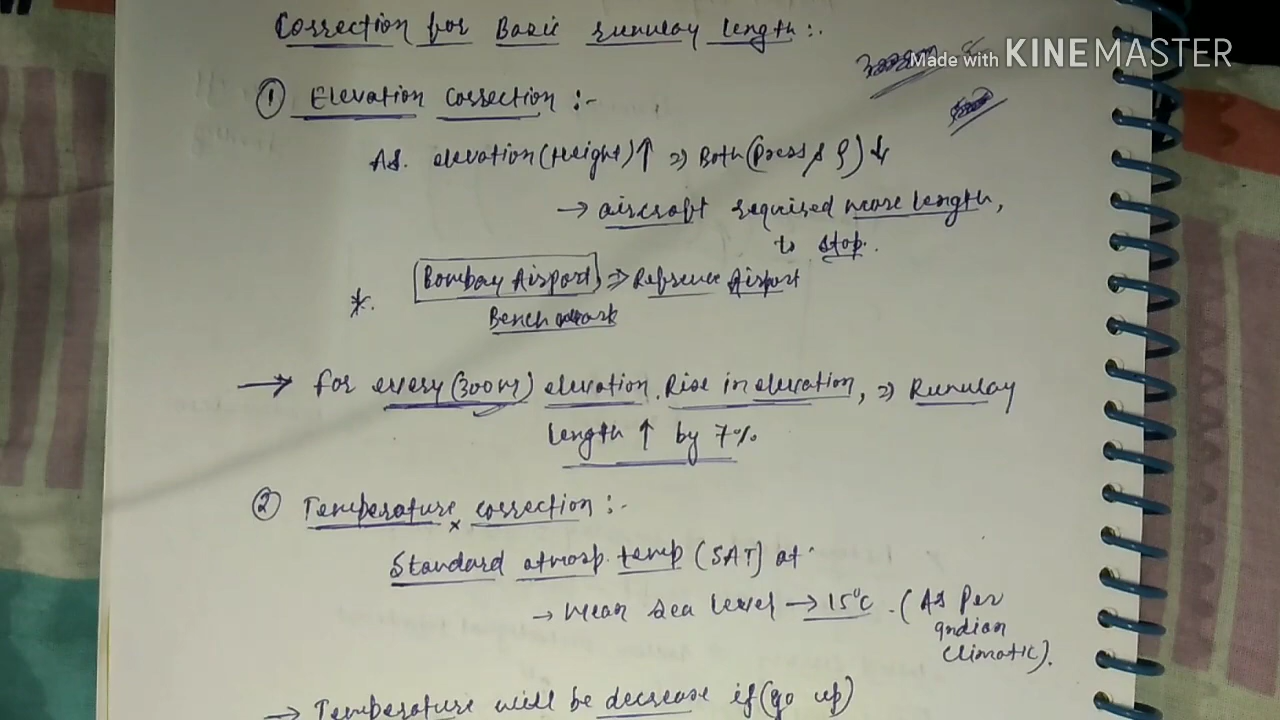 Correction for Basic runway length :.
Made with KINEMASTER
① Elevation Correction :-
As. elevation (Height) ↑ ⇒ Both (press & ρ) ↓
→ aircraft required more length,
to stop.
*. Bombay Airport ⇒ Refrence Airport
Bench mark
→ for every (300m) elevation. Rise in elevation, ⇒ Runway
length ↑ by 7%
② Temperature correction :-
Standard atmosp. temp (SAT) at
→ Mean sea level → 15°C. (As Per
Indian
Climatic).
→ Temperature will be decrease if (go up)